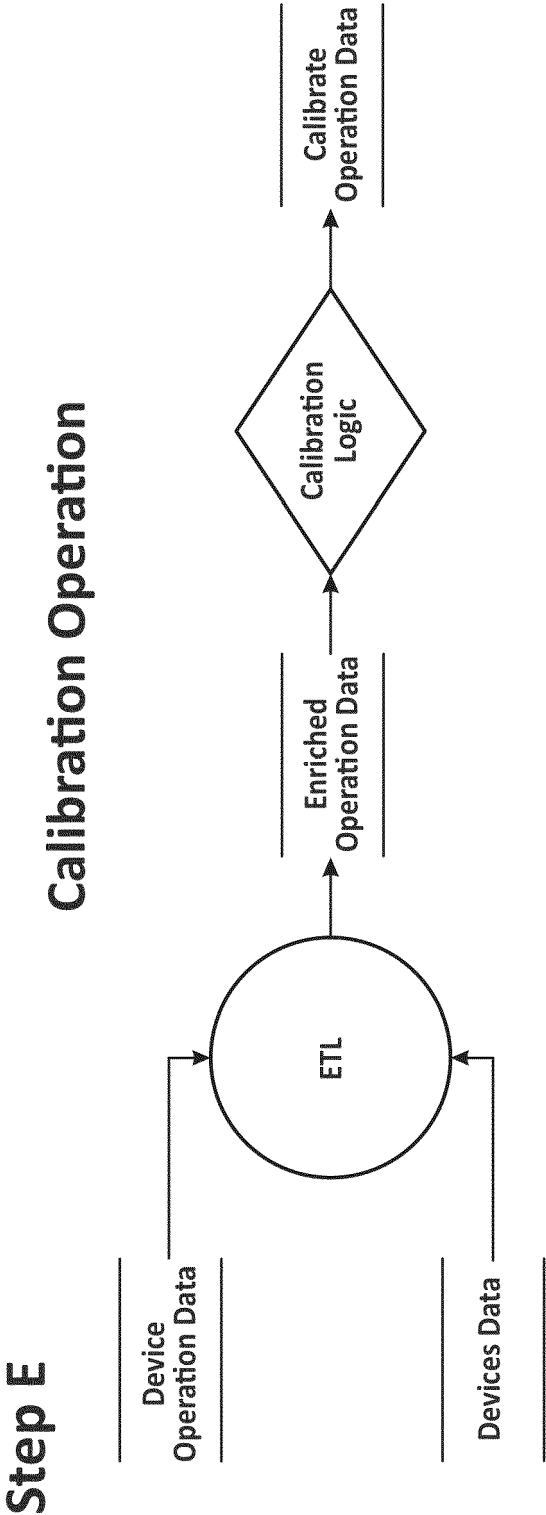 Step E
Calibration Operation
Device
Operation Data
Devices Data
ETL
Enriched
Operation Data
Calibration
Logic
Calibrate
Operation Data